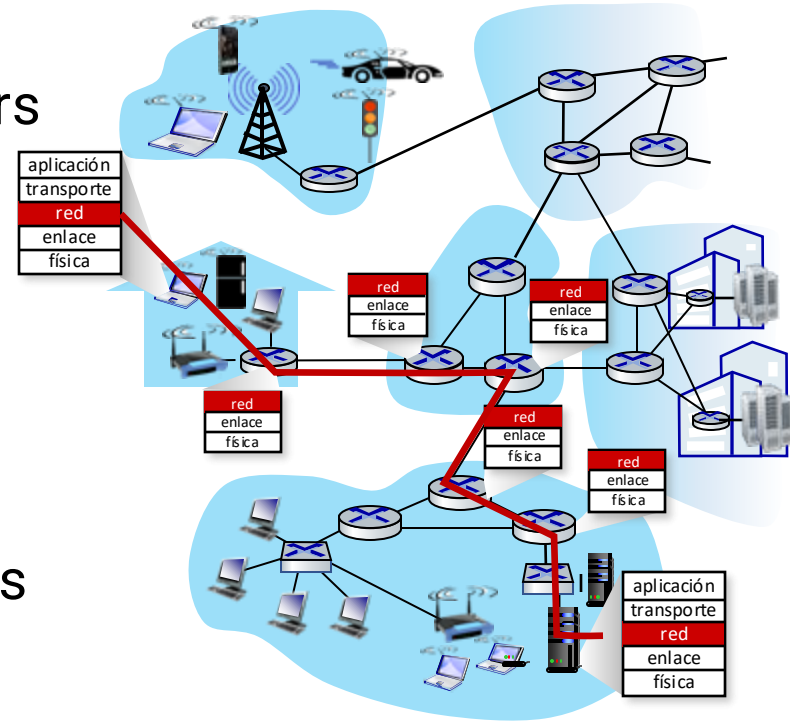 rs
aplicación
transporte
red
enlace
física
red
enlace
física
red
enlace
física
red
enlace
física
red
enlace
física
red
enlace
física
s
aplicación
transporte
red
enlace
física